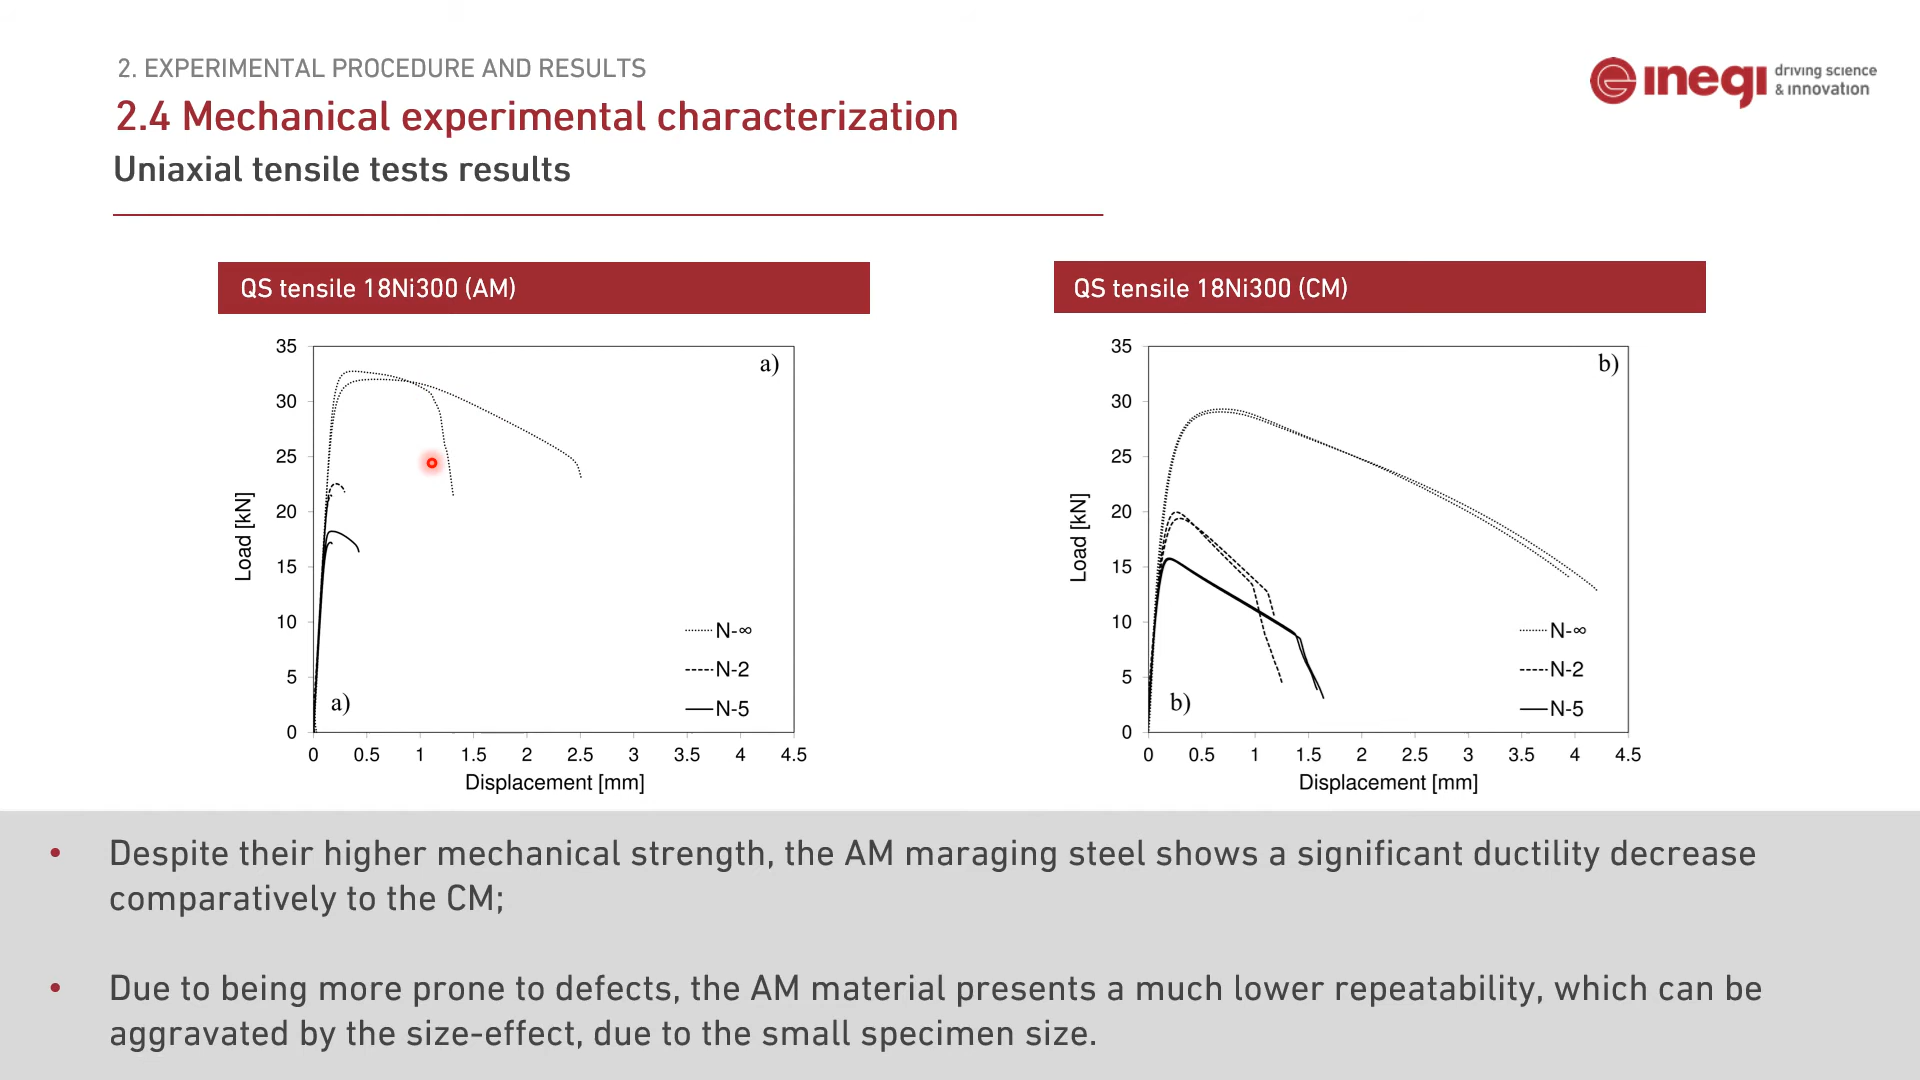 2. EXPERIMENTAL PROCEDURE AND RESULTS
2.4 Mechanical experimental characterization
Uniaxial tensile tests results
inegi driving science
& innovation
QS tensile 18Ni300 (AM)
35
30
25
20
15
10
5
0
Load [kN]
a)
N-∞
N-2
N-5
a)
0 0.5 1 1.5 2 2.5 3 3.5 4 4.5
Displacement [mm]
QS tensile 18Ni300 (CM)
35
30
25
20
15
10
5
0
Load [kN]
b)
N-∞
N-2
N-5
b)
0 0.5 1 1.5 2 2.5 3 3.5 4 4.5
Displacement [mm]
• Despite their higher mechanical strength, the AM maraging steel shows a significant ductility decrease
comparatively to the CM;
• Due to being more prone to defects, the AM material presents a much lower repeatability, which can be
aggravated by the size-effect, due to the small specimen size.